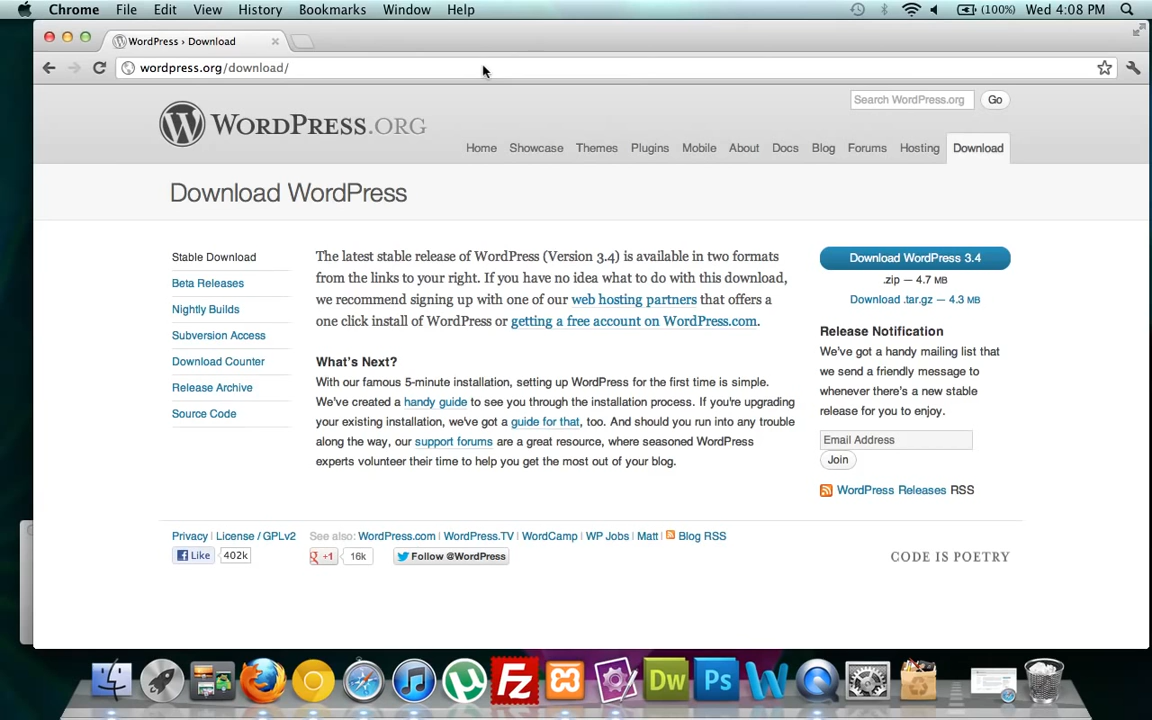 Chrome File Edit View History Bookmarks Window Help (100%) Wed 4:08 PM
WordPress › Download
wordpress.org/download/
Search WordPress.org Go
WORDPRESS.ORG
Home Showcase Themes Plugins Mobile About Docs Blog Forums Hosting Download
Download WordPress
Stable Download
Beta Releases
Nightly Builds
Subversion Access
Download Counter
Release Archive
Source Code
The latest stable release of WordPress (Version 3.4) is available in two formats
from the links to your right. If you have no idea what to do with this download,
we recommend signing up with one of our web hosting partners that offers a
one click install of WordPress or getting a free account on WordPress.com.
What's Next?
With our famous 5-minute installation, setting up WordPress for the first time is simple.
We've created a handy guide to see you through the installation process. If you're upgrading
your existing installation, we've got a guide for that, too. And should you run into any trouble
along the way, our support forums are a great resource, where seasoned WordPress
experts volunteer their time to help you get the most out of your blog.
Download WordPress 3.4
.zip — 4.7 MB
Download .tar.gz — 4.3 MB
Release Notification
We've got a handy mailing list that
we send a friendly message to
whenever there's a new stable
release for you to enjoy.
Email Address
Join
WordPress Releases RSS
Privacy | License / GPLv2 See also: WordPress.com | WordPress.TV | WordCamp | WP Jobs | Matt | Blog RSS
Like 402k +1 16k Follow @WordPress
CODE IS POETRY
Fz Dw Ps W